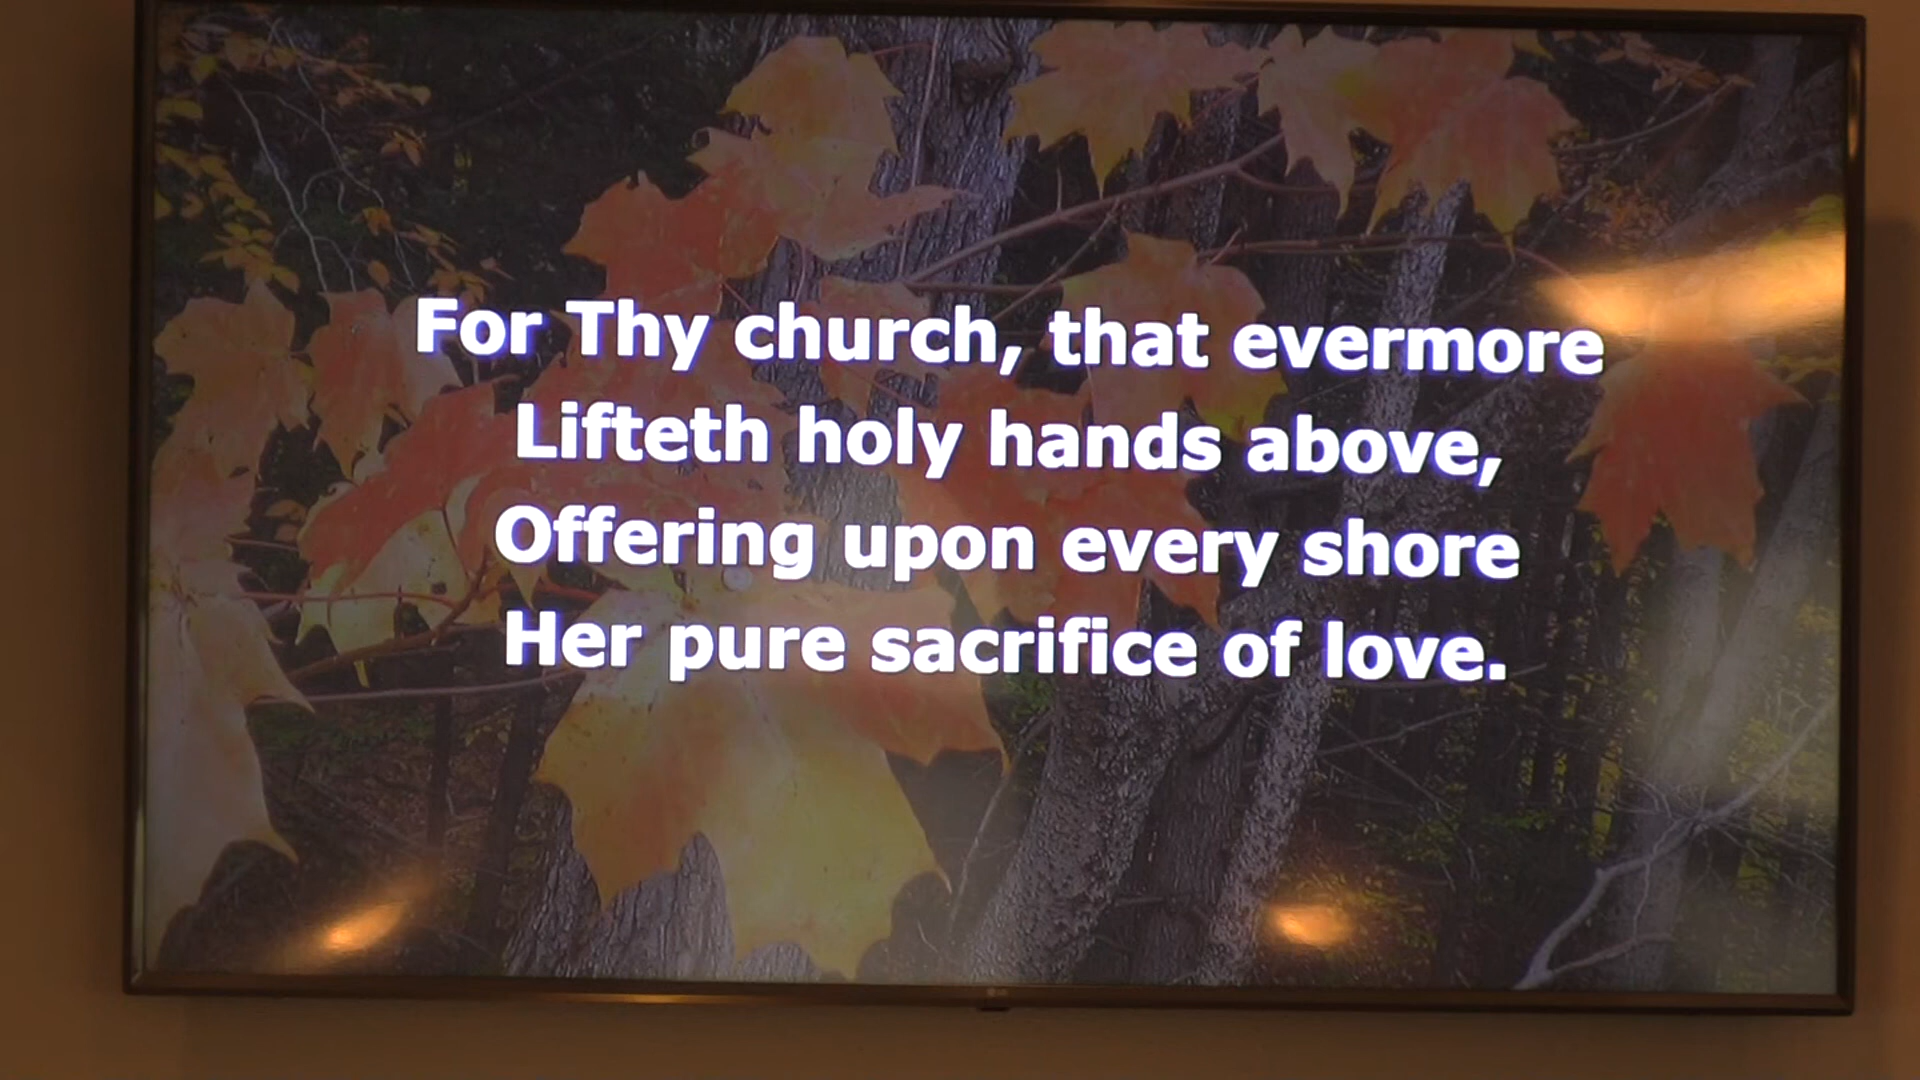 For Thy church, that evermore
Lifteth holy hands above,
Offering upon every shore
Her pure sacrifice of love.